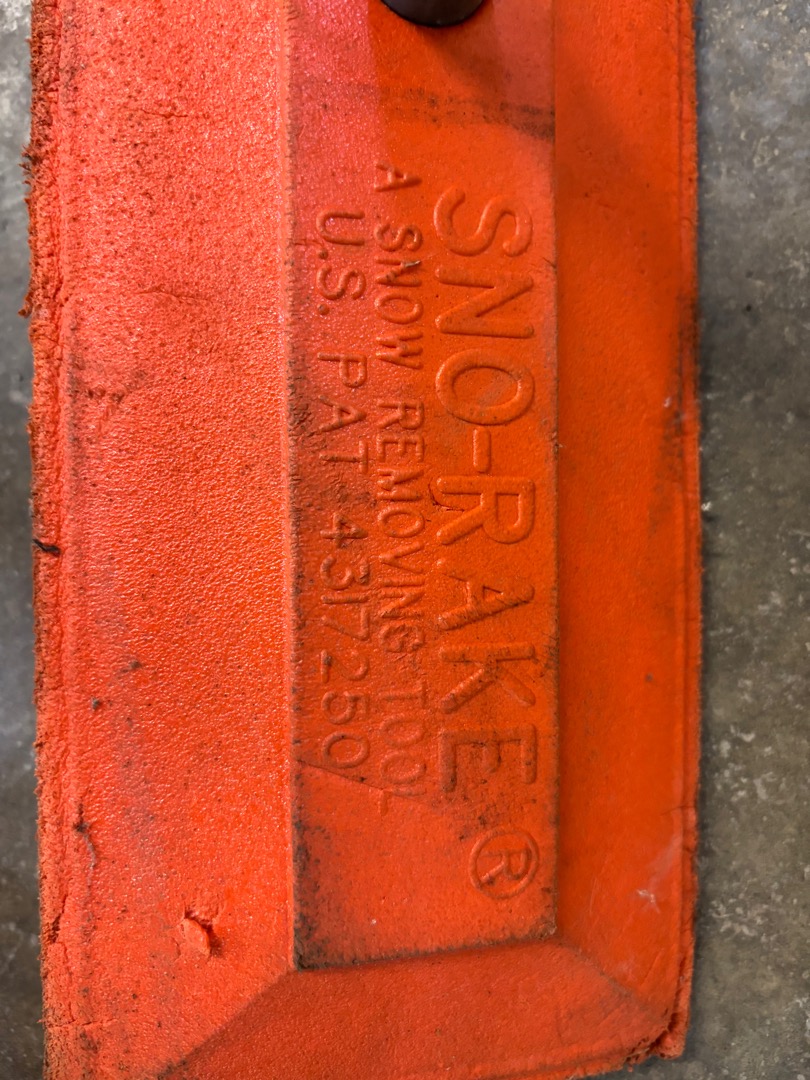 SNO-RAKE ®
A SNOW REMOVING TOOL
U.S. PAT 4317250